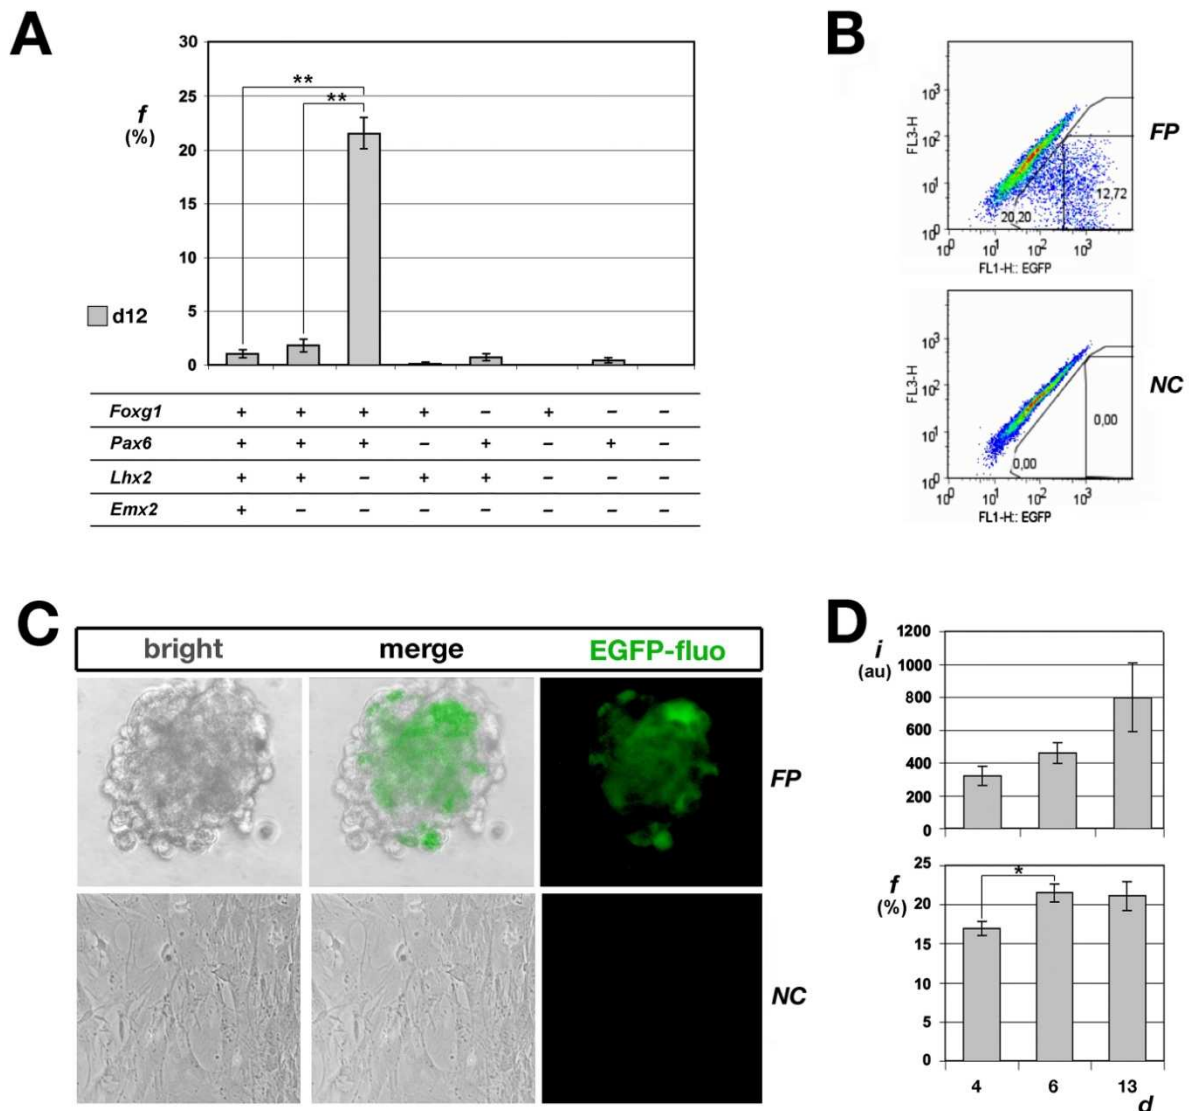 A
30
25
20
15
10
5
0
f
(%)
**
**
d12
Foxg1 + + + + – + – –
Pax6 + + + – + – + –
Lhx2 + + – + + – – –
Emx2 + – – – – – – –
B
FL3-H
10³
10²
10¹
10⁰
20,20
12,72
10⁰ 10¹ 10² 10³
FL1-H:: EGFP
FP
FL3-H
10³
10²
10¹
10⁰
0,00
0,00
10⁰ 10¹ 10² 10³
FL1-H:: EGFP
NC
C
bright merge EGFP-fluo
FP
NC
D
i
(au)
1200
1000
800
600
400
200
0
f
(%)
25
20
15
10
5
0
*
4 6 13
d